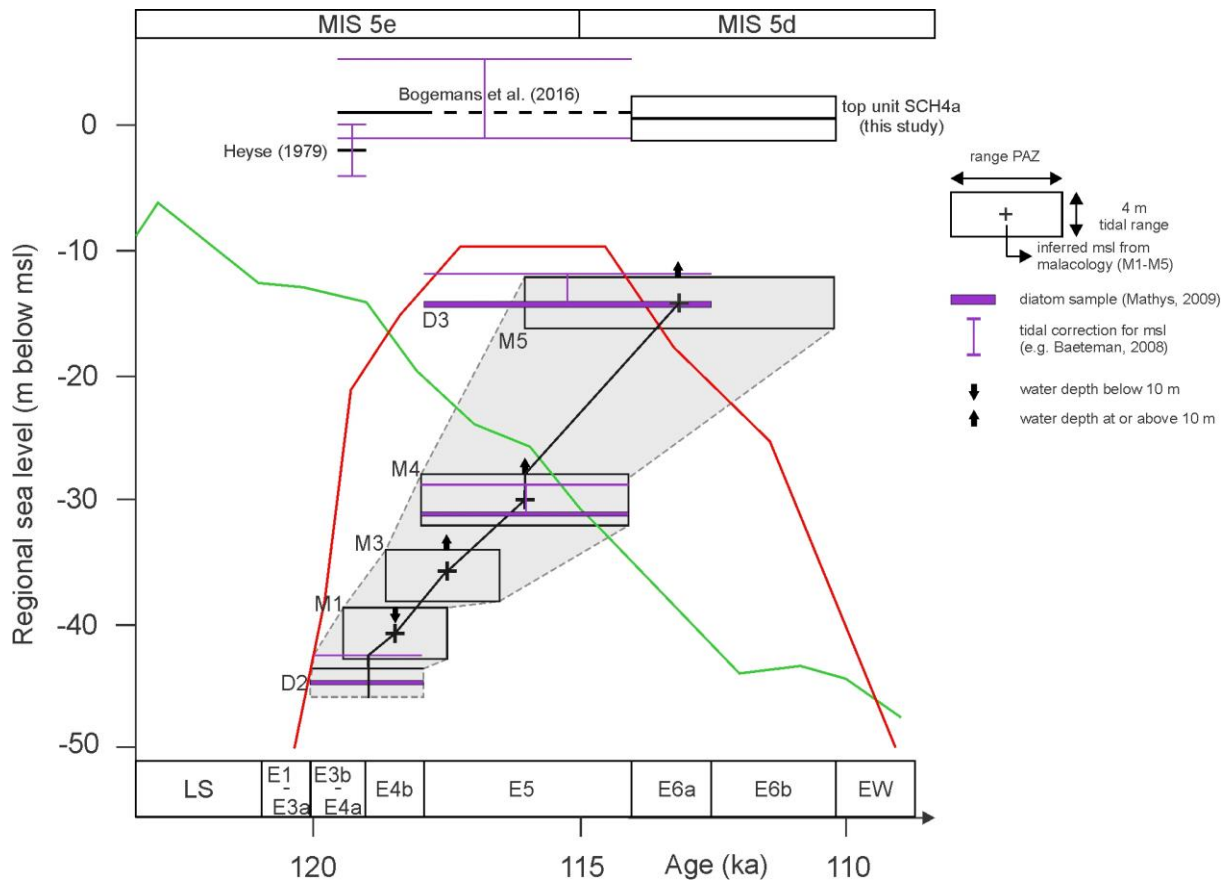 MIS 5e
MIS 5d
Bogemans et al. (2016)
top unit SCH4a
(this study)
Heyse (1979)
0
-10
-20
-30
-40
-50
Regional sea level (m below msl)
D3
M5
M4
M3
M1
D2
range PAZ
4 m
tidal range
inferred msl from
malacology (M1-M5)
diatom sample (Mathys, 2009)
tidal correction for msl
(e.g. Baeteman, 2008)
water depth below 10 m
water depth at or above 10 m
LS
E1
-
E3a
E3b
-
E4a
E4b
E5
E6a
E6b
EW
120
115
Age (ka)
110